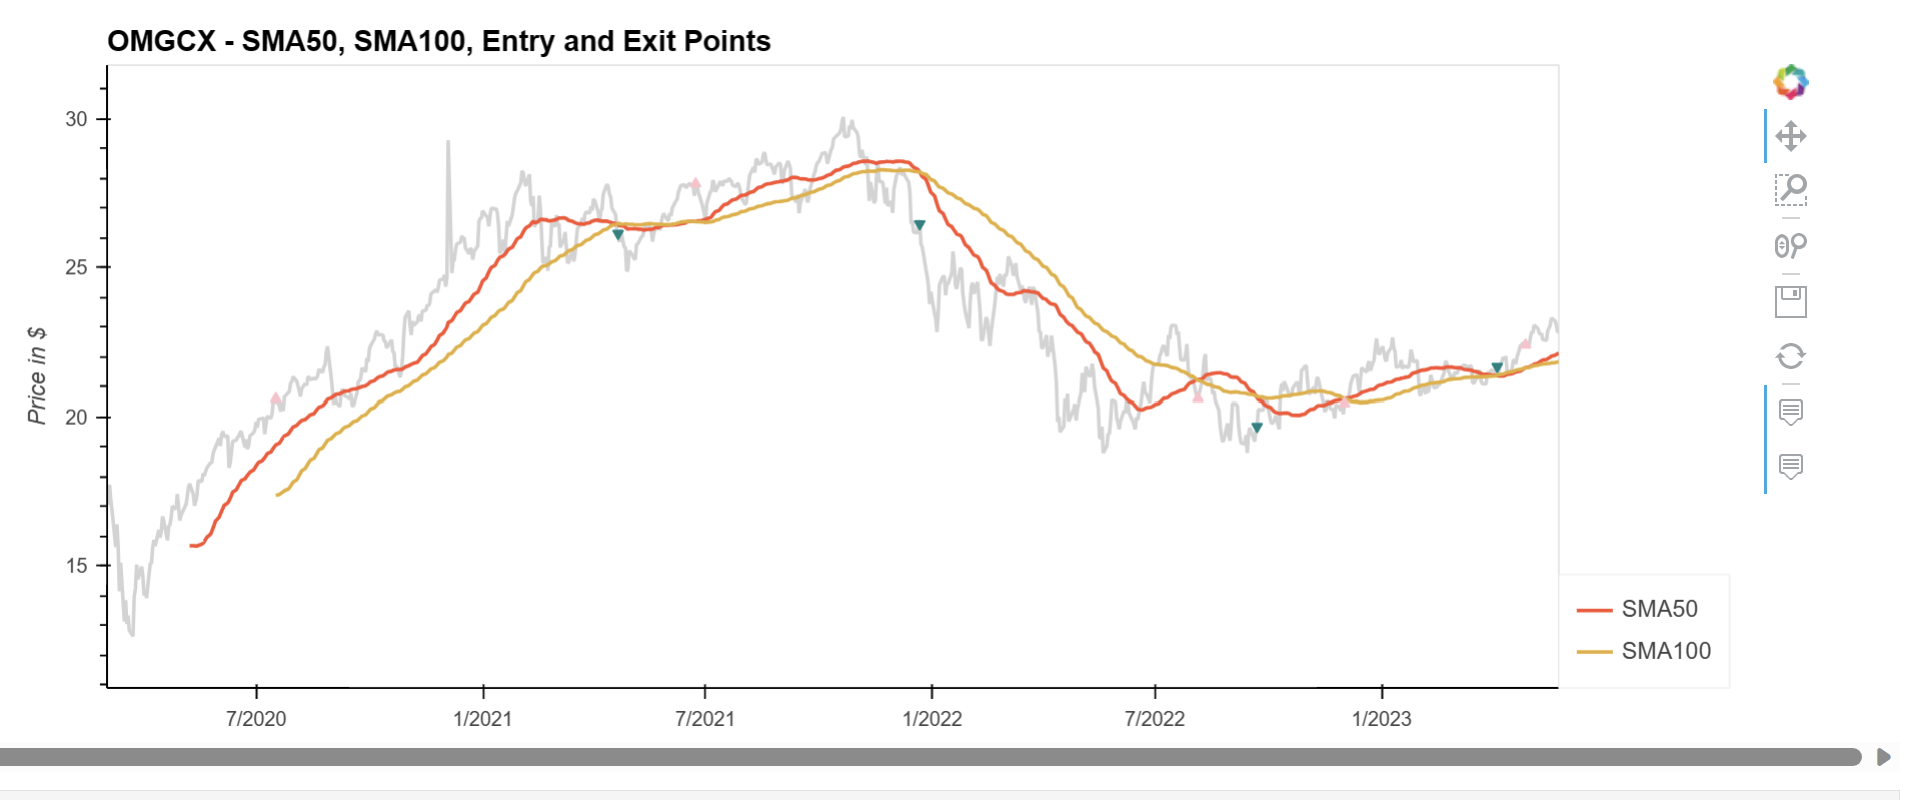 OMGCX - SMA50, SMA100, Entry and Exit Points
Price in $
30
25
20
15
7/2020
1/2021
7/2021
1/2022
7/2022
1/2023
SMA50
SMA100